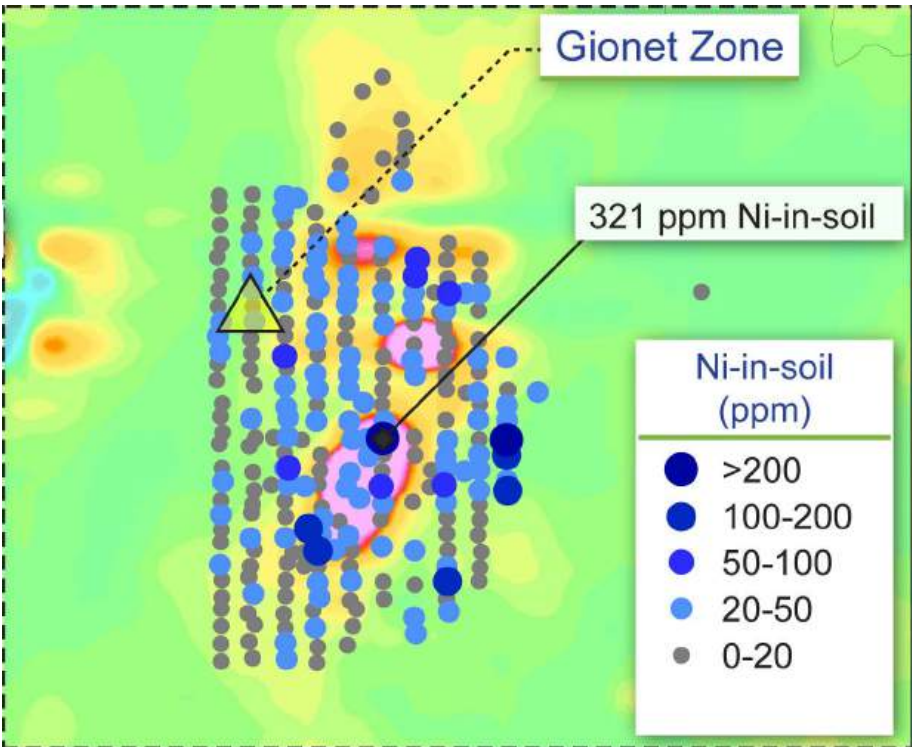 Gionet Zone
321 ppm Ni-in-soil
Ni-in-soil
(ppm)
>200
100-200
50-100
20-50
0-20